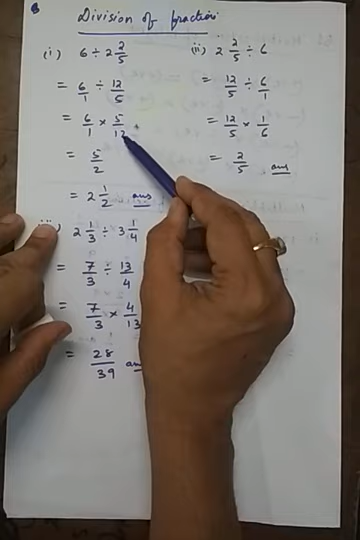 Division of fraction
(i) 6 ÷ 2 2/5
= 6/1 ÷ 12/5
= 6/1 × 5/12
= 5/2
= 2 1/2 ans
(ii) 2 2/5 ÷ 6
= 12/5 ÷ 6/1
= 12/5 × 1/6
= 2/5 ans
2 1/3 ÷ 3 1/4
= 7/3 ÷ 13/4
= 7/3 × 4/13
= 28/39 ans